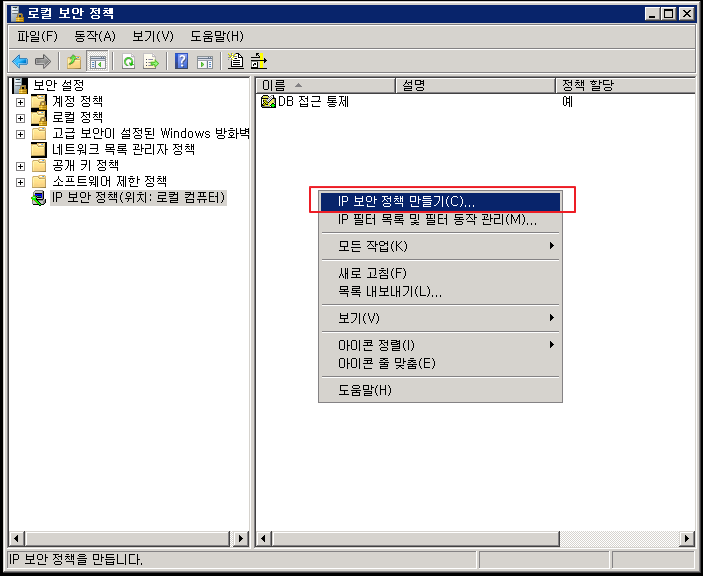 로컬 보안 정책
파일(F) 동작(A) 보기(V) 도움말(H)
보안 설정
계정 정책
로컬 정책
고급 보안이 설정된 Windows 방화벽
네트워크 목록 관리자 정책
공개 키 정책
소프트웨어 제한 정책
IP 보안 정책(위치: 로컬 컴퓨터)
이름 설명 정책 할당
DB 접근 통제 예
IP 보안 정책 만들기(C)...
IP 필터 목록 및 필터 동작 관리(M)...
모든 작업(K)
새로 고침(F)
목록 내보내기(L)...
보기(V)
아이콘 정렬(I)
아이콘 줄 맞춤(E)
도움말(H)
IP 보안 정책을 만듭니다.